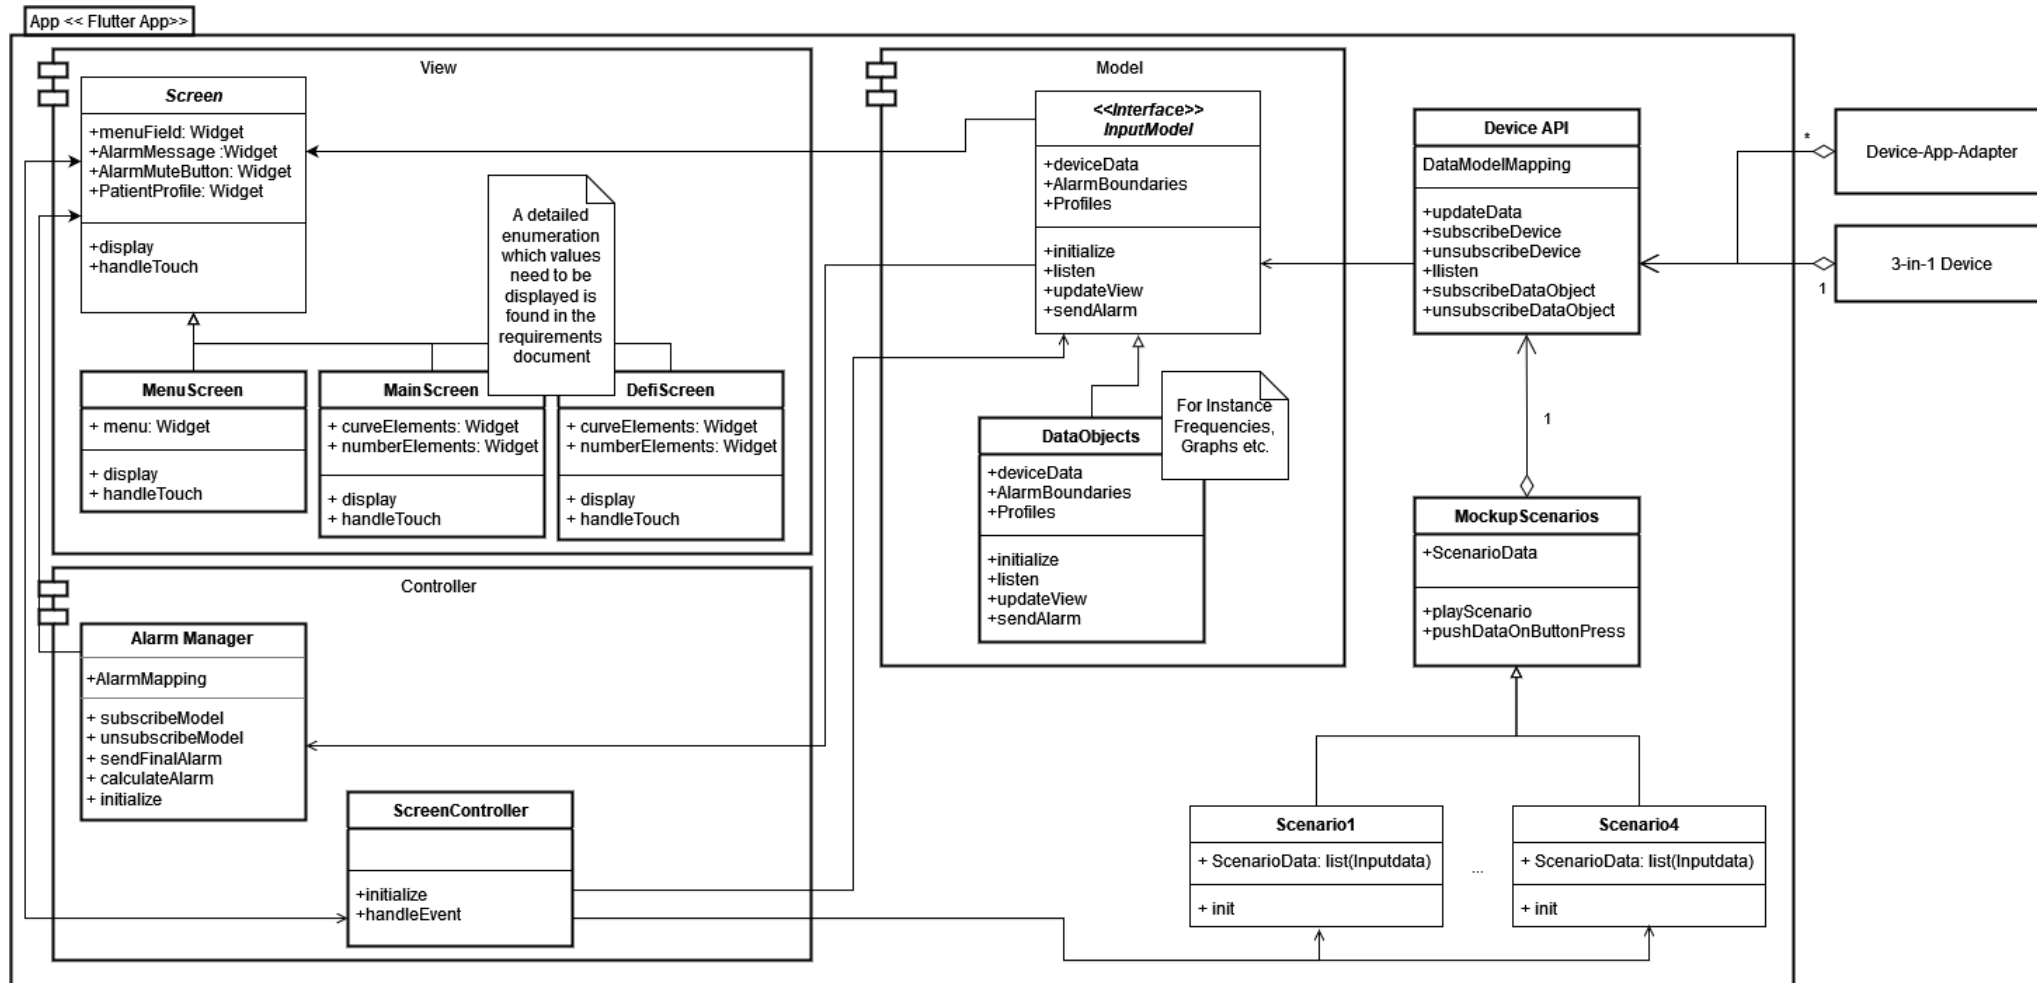 App << Flutter App>>
View
Screen
+menuField: Widget
+AlarmMessage :Widget
+AlarmMuteButton: Widget
+PatientProfile: Widget
+display
+handleTouch
A detailed
enumeration
which values
need to be
displayed is
found in the
requirements
document
MenuScreen
+ menu: Widget
+ display
+ handleTouch
MainScreen
+ curveElements: Widget
+ numberElements: Widget
+ display
+ handleTouch
DefiScreen
+ curveElements: Widget
+ numberElements: Widget
+ display
+ handleTouch
Controller
Alarm Manager
+AlarmMapping
+ subscribeModel
+ unsubscribeModel
+ sendFinalAlarm
+ calculateAlarm
+ initialize
ScreenController
+initialize
+handleEvent
Model
<<Interface>>
InputModel
+deviceData
+AlarmBoundaries
+Profiles
+initialize
+listen
+updateView
+sendAlarm
DataObjects
+deviceData
+AlarmBoundaries
+Profiles
+initialize
+listen
+updateView
+sendAlarm
For Instance
Frequencies,
Graphs etc.
Device API
DataModelMapping
+updateData
+subscribeDevice
+unsubscribeDevice
+llisten
+subscribeDataObject
+unsubscribeDataObject
*
Device-App-Adapter
3-in-1 Device
1
1
MockupScenarios
+ScenarioData
+playScenario
+pushDataOnButtonPress
Scenario1
+ ScenarioData: list(Inputdata)
+ init
...
Scenario4
+ ScenarioData: list(Inputdata)
+ init